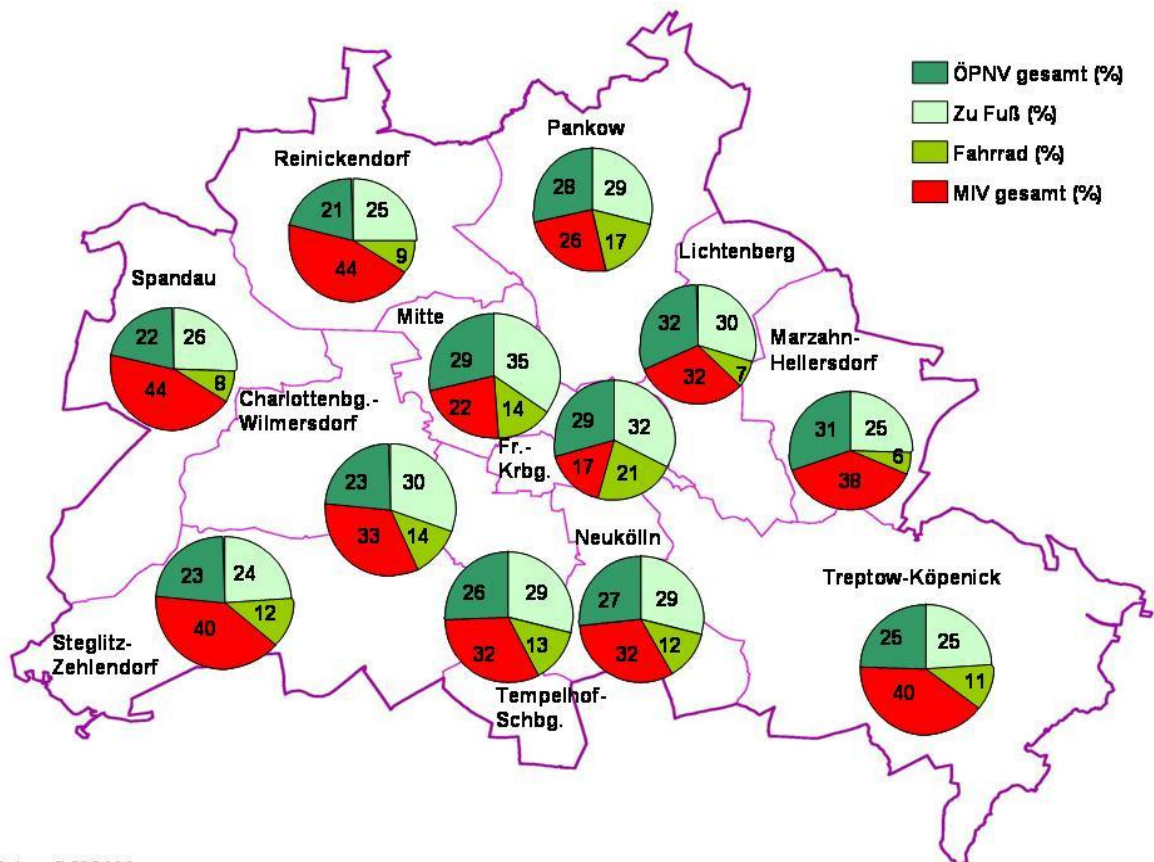 ÖPNV gesamt (%)
Zu Fuß (%)
Fahrrad (%)
MIV gesamt (%)
Pankow
28
29
26
17
Reinickendorf
21
25
44
9
Lichtenberg
32
30
32
7
Spandau
22
26
44
8
Mitte
29
35
22
14
Marzahn-
Hellersdorf
31
25
38
6
Charlottenbg.-
Wilmersdorf
23
30
33
14
Fr.-
Krbg.
29
32
17
21
Neukölln
27
29
32
12
Treptow-Köpenick
25
25
40
11
Steglitz-
Zehlendorf
23
24
40
12
26
29
32
13
Tempelhof-
Schbg.